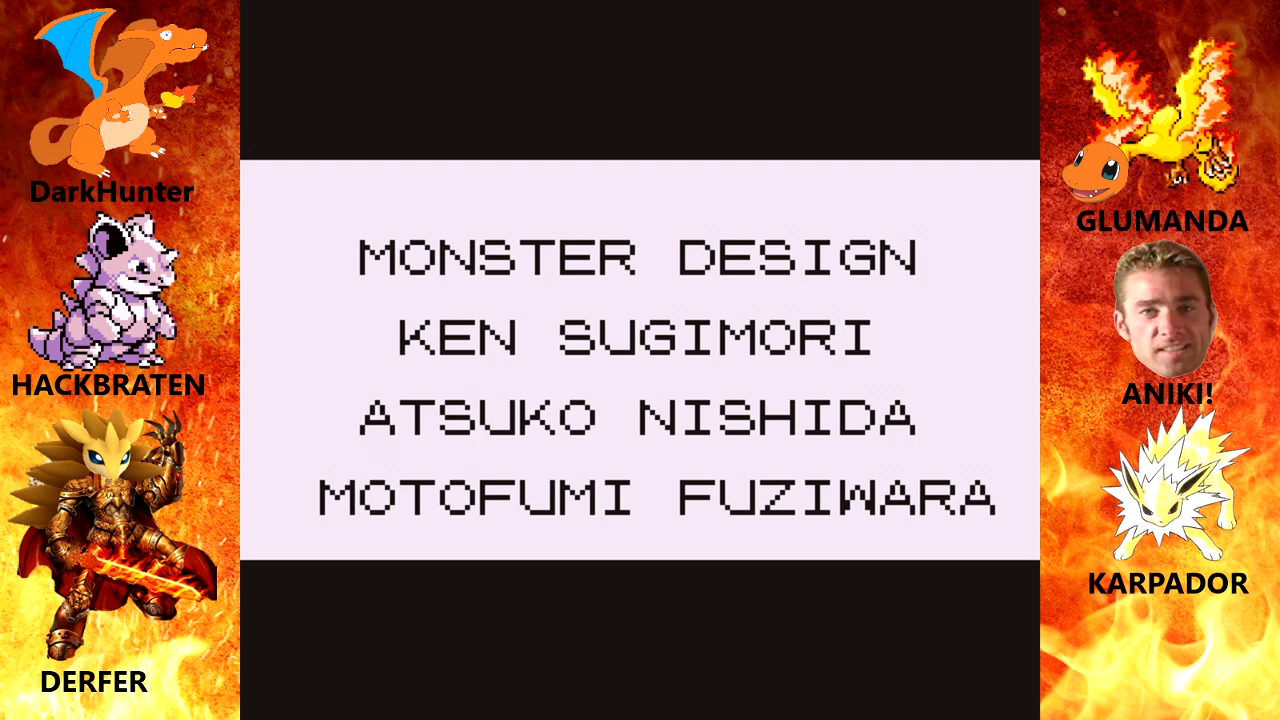 DarkHunter
HACKBRATEN
DERFER
MONSTER DESIGN
KEN SUGIMORI
ATSUKO NISHIDA
MOTOFUMI FUZIWARA
GLUMANDA
ANIKI!
KARPADOR